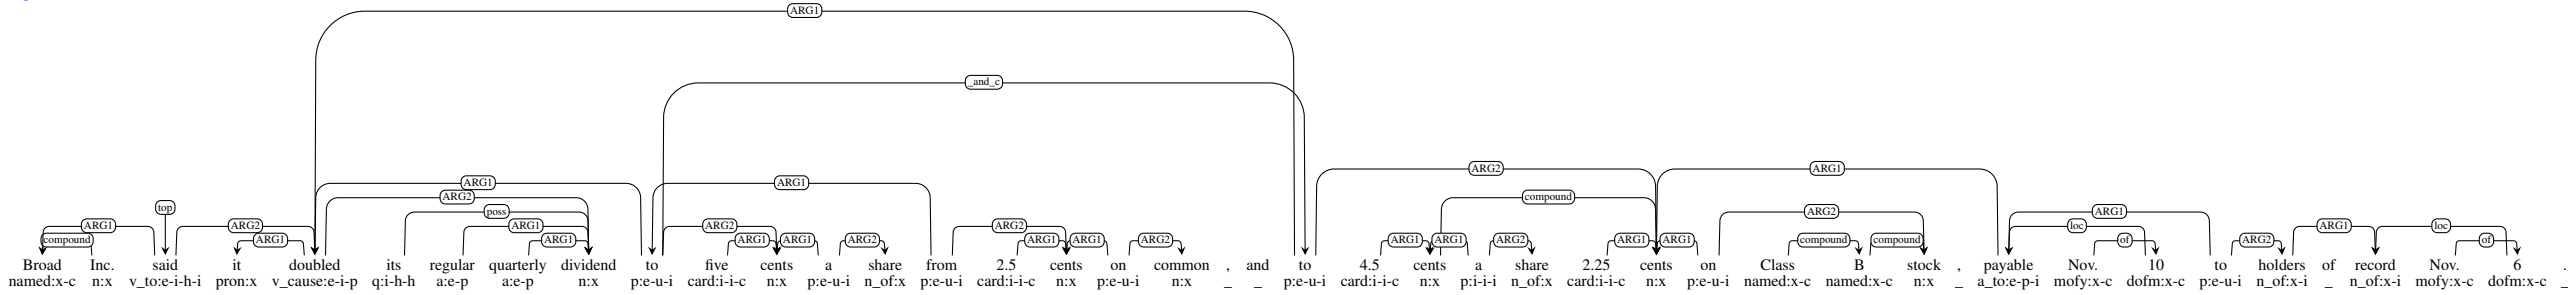 ARG1
_and_c
ARG2 ARG1
ARG1 ARG1
ARG2 compound
top poss ARG2 ARG1
ARG1 ARG2 ARG1 ARG2 ARG2 loc ARG1 loc
compound ARG1 ARG1 ARG1 ARG1 ARG2 ARG1 ARG1 ARG2 ARG1 ARG1 ARG2 ARG1 ARG1 compound compound of ARG2 of
Broad Inc. said it doubled its regular quarterly dividend to five cents a share from 2.5 cents on common , and to 4.5 cents a share 2.25 cents on Class B stock , payable Nov. 10 to holders of record Nov. 6 .
named:x-c n:x v_to:e-i-h-i pron:x v_cause:e-i-p q:i-h-h a:e-p a:e-p n:x p:e-u-i card:i-i-c n:x p:e-u-i n_of:x p:e-u-i card:i-i-c n:x p:e-u-i n:x _ _ p:e-u-i card:i-i-c n:x p:i-i-i n_of:x card:i-i-c n:x p:e-u-i named:x-c named:x-c n:x _ a_to:e-p-i mofy:x-c dofm:x-c p:e-u-i n_of:x-i _ n_of:x-i mofy:x-c dofm:x-c _